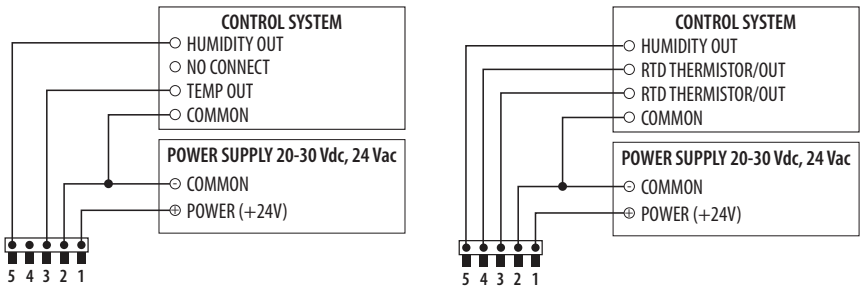 CONTROL SYSTEM
HUMIDITY OUT
NO CONNECT
TEMP OUT
COMMON
POWER SUPPLY 20-30 Vdc, 24 Vac
COMMON
POWER (+24V)
5 4 3 2 1
CONTROL SYSTEM
HUMIDITY OUT
RTD THERMISTOR/OUT
RTD THERMISTOR/OUT
COMMON
POWER SUPPLY 20-30 Vdc, 24 Vac
COMMON
POWER (+24V)
5 4 3 2 1